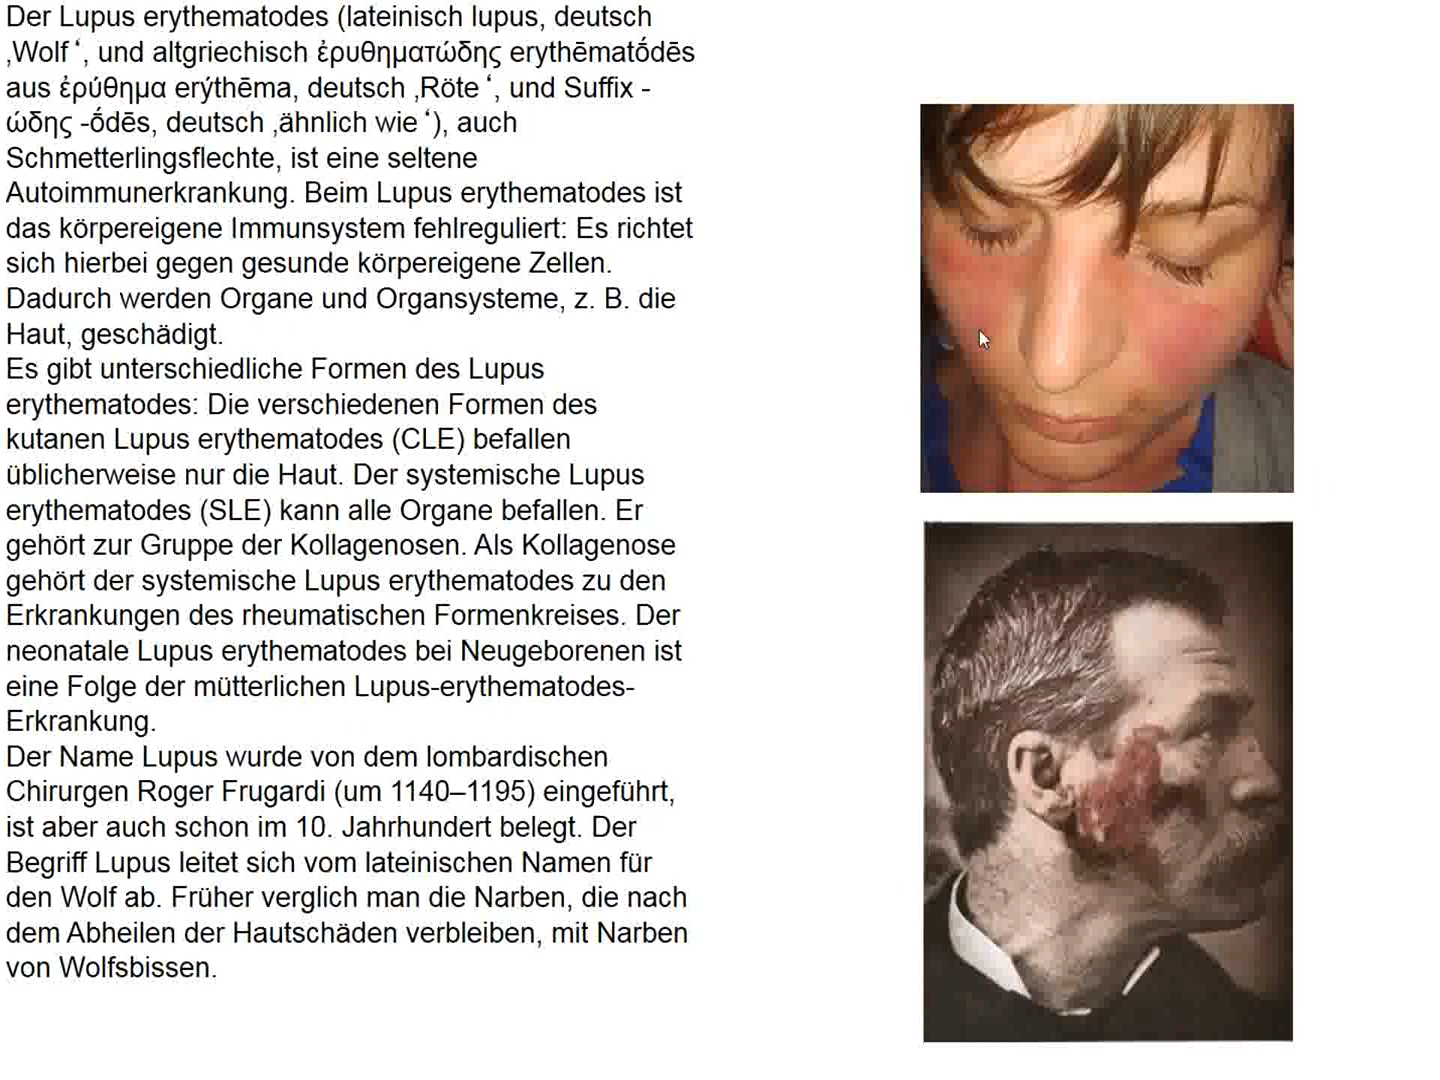 Der Lupus erythematodes (lateinisch lupus, deutsch
‚Wolf ‘, und altgriechisch ἐρυθηματώδης erythēmatṓdēs
aus ἐρύθημα erýthēma, deutsch ‚Röte ‘, und Suffix -
ώδης -ṓdēs, deutsch ‚ähnlich wie ‘), auch
Schmetterlingsflechte, ist eine seltene
Autoimmunerkrankung. Beim Lupus erythematodes ist
das körpereigene Immunsystem fehlreguliert: Es richtet
sich hierbei gegen gesunde körpereigene Zellen.
Dadurch werden Organe und Organsysteme, z. B. die
Haut, geschädigt.
Es gibt unterschiedliche Formen des Lupus
erythematodes: Die verschiedenen Formen des
kutanen Lupus erythematodes (CLE) befallen
üblicherweise nur die Haut. Der systemische Lupus
erythematodes (SLE) kann alle Organe befallen. Er
gehört zur Gruppe der Kollagenosen. Als Kollagenose
gehört der systemische Lupus erythematodes zu den
Erkrankungen des rheumatischen Formenkreises. Der
neonatale Lupus erythematodes bei Neugeborenen ist
eine Folge der mütterlichen Lupus-erythematodes-
Erkrankung.
Der Name Lupus wurde von dem lombardischen
Chirurgen Roger Frugardi (um 1140–1195) eingeführt,
ist aber auch schon im 10. Jahrhundert belegt. Der
Begriff Lupus leitet sich vom lateinischen Namen für
den Wolf ab. Früher verglich man die Narben, die nach
dem Abheilen der Hautschäden verbleiben, mit Narben
von Wolfsbissen.